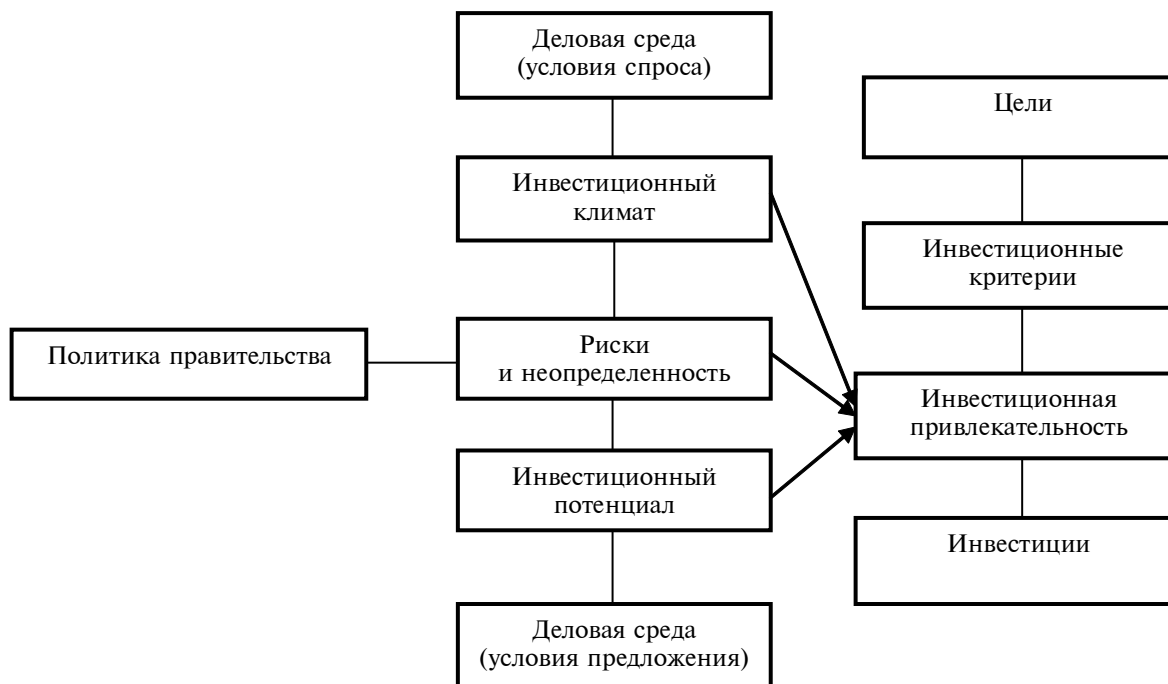 Деловая среда
(условия спроса)
Цели
Инвестиционный
климат
Инвестиционные
критерии
Политика правительства
Риски
и неопределенность
Инвестиционная
привлекательность
Инвестиционный
потенциал
Инвестиции
Деловая среда
(условия предложения)